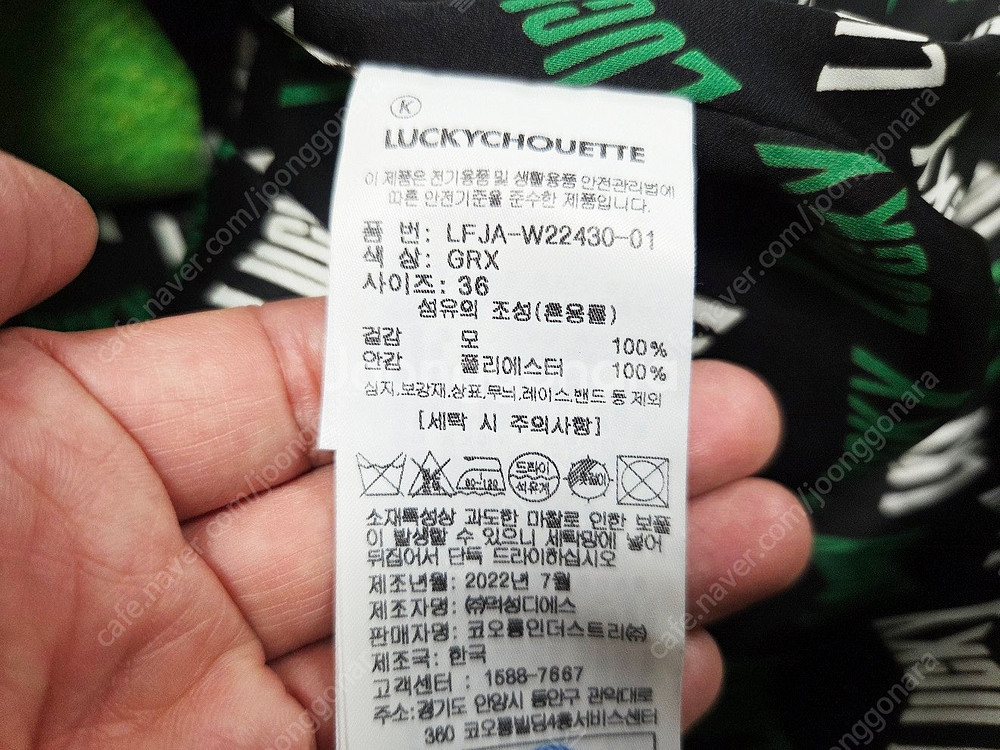 K
LUCKYCHOUETTE
이 제품은 전기용품 및 생활용품 안전관리법에
따른 안전기준을 준수한 제품입니다.
품 번: LFJA-W22430-01
색 상: GRX
사이즈: 36
섬유의 조성(혼용률)
겉감 모 100%
안감 폴리에스터 100%
심지,보강재,상표,무늬,레이스,밴드 등 제외
[세탁 시 주의사항]
80~120
드라이
석유계
소재특성상 과도한 마찰로 인한 보풀
이 발생할 수 있으니 세탁망에 넣어
뒤집어서 단독 드라이하십시오
제조년월: 2022년 7월
제조자명: ㈜덕성디에스
판매자명: 코오롱인더스트리㈜
제조국: 한국
고객센터 : 1588-7667
주소:경기도 안양시 동안구 관악대로
360 코오롱빌딩4층서비스센터
LUCKY
cafe.naver.com/joonggonara
Joonggonara